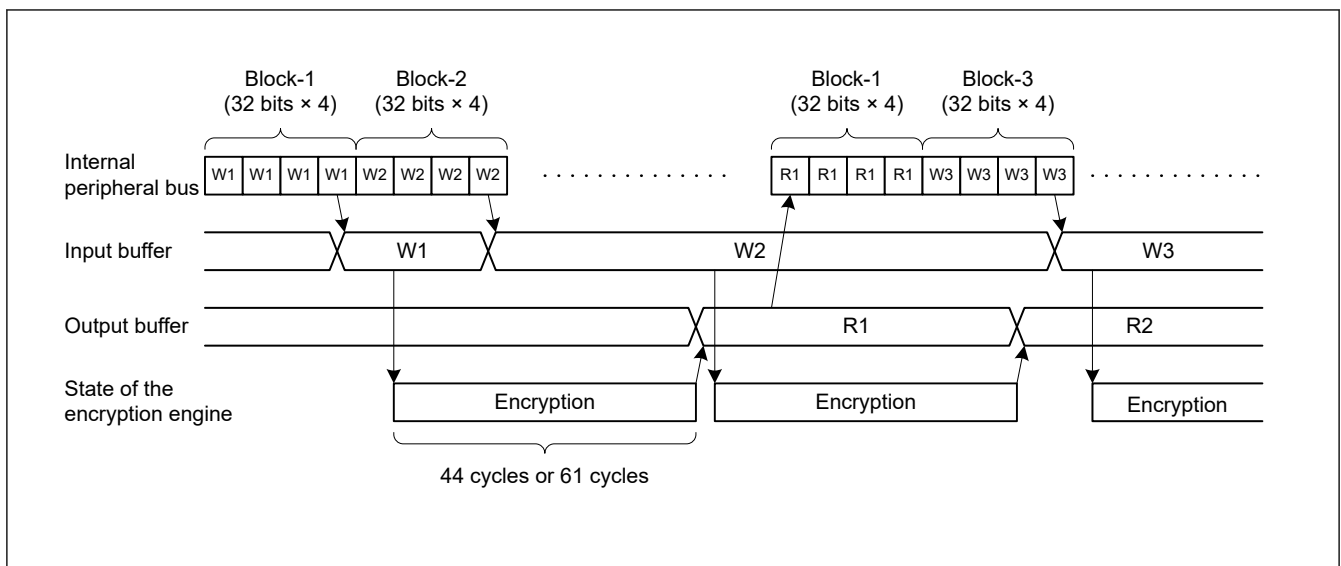 Block-1
(32 bits × 4)
Block-2
(32 bits × 4)
Block-1
(32 bits × 4)
Block-3
(32 bits × 4)
Internal
peripheral bus
W1 W1 W1 W1 W2 W2 W2 W2 . . . . . . . . . . . . . . R1 R1 R1 R1 W3 W3 W3 W3 . . . . . . . . . . . . .
Input buffer
W1
W2
W3
Output buffer
R1
R2
State of the
encryption engine
Encryption
Encryption
Encryption
44 cycles or 61 cycles